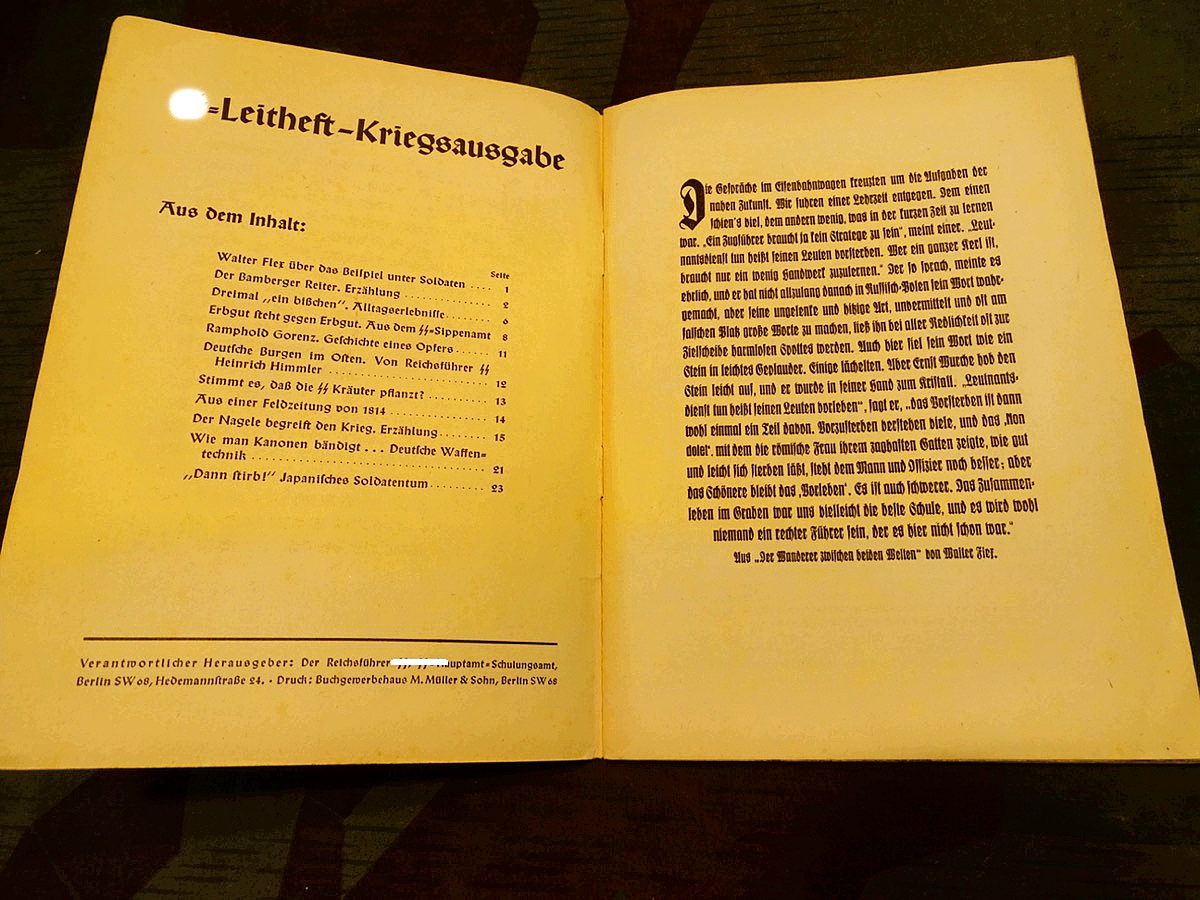 =Leitheft-Kriegsausgabe
Aus dem Inhalt:
Seite
Walter Flex über das Beispiel unter Soldaten .... 1
Der Bamberger Reiter. Erzählung .............. 2
Dreimal „ein bißchen“. Alltagserlebnisse........ 6
Erbgut steht gegen Erbgut. Aus dem SS=Sippenamt 8
Ramphold Gorenz. Geschichte eines Opfers...... 11
Deutsche Burgen im Osten. Von Reichsführer SS
Heinrich Himmler ........................ 12
Stimmt es, daß die SS Kräuter pflanzt? .......... 13
Aus einer Feldzeitung von 1814 ................ 14
Der Nagele begreift den Krieg. Erzählung........ 15
Wie man Kanonen bändigt ... Deutsche Waffen=
technik .................................. 21
„Dann stirb!“ Japanisches Soldatentum.......... 23
Verantwortlicher Herausgeber: Der Reichsführer Hauptamt=Schulungsamt,
Berlin SW 68, Hedemannstraße 24. - Druck: Buchgewerbehaus M. Müller & Sohn, Berlin SW 68
Die Gespräche im Eisenbahnwagen kreuzten um die Aufgaben der
nahen Zukunft. Wir fuhren einer Lehrzeit entgegen. Dem einen
schien's viel, dem andern wenig, was in der kurzen Zeit zu lernen
war. „Ein Zugführer braucht ja kein Stratege zu sein“, meint einer. „Leut-
nantsdienst tun heißt seinen Leuten vorsterben. Wer ein ganzer Kerl ist,
braucht nur ein wenig Handwerk zuzulernen.“ Der so sprach, meinte es
ehrlich, und er hat nicht allzulang danach in Russisch-Polen sein Wort wahr-
gemacht, aber seine ungelenke und hitzige Art, unvermittelt und oft am
falschen Platz große Worte zu machen, ließ ihn bei aller Redlichkeit oft zur
Zielscheibe harmlosen Spottes werden. Auch hier fiel sein Wort wie ein
Stein in leichtes Geplauder. Einige lächelten. Aber Ernst Wurche hob den
Stein leicht auf, und er wurde in seiner Hand zum Kristall. „Leutnants-
dienst tun heißt seinen Leuten vorleben“, sagt er, „das Vorsterben ist dann
wohl einmal ein Teil davon. Vorzusterben verstehen viele, und das ‚Non
dolet‘, mit dem die römische Frau ihrem zaghaften Gatten zeigte, wie gut
und leicht sich sterben läßt, steht dem Mann und Offizier noch besser; aber
das Schönere bleibt das ‚Vorleben‘. Es ist auch schwerer. Das Zusammen-
leben im Graben war uns vielleicht die beste Schule, und es wird wohl
niemand ein rechter Führer sein, der es hier nicht schon war.“
Aus „Der Wanderer zwischen beiden Welten“ von Walter Flex.